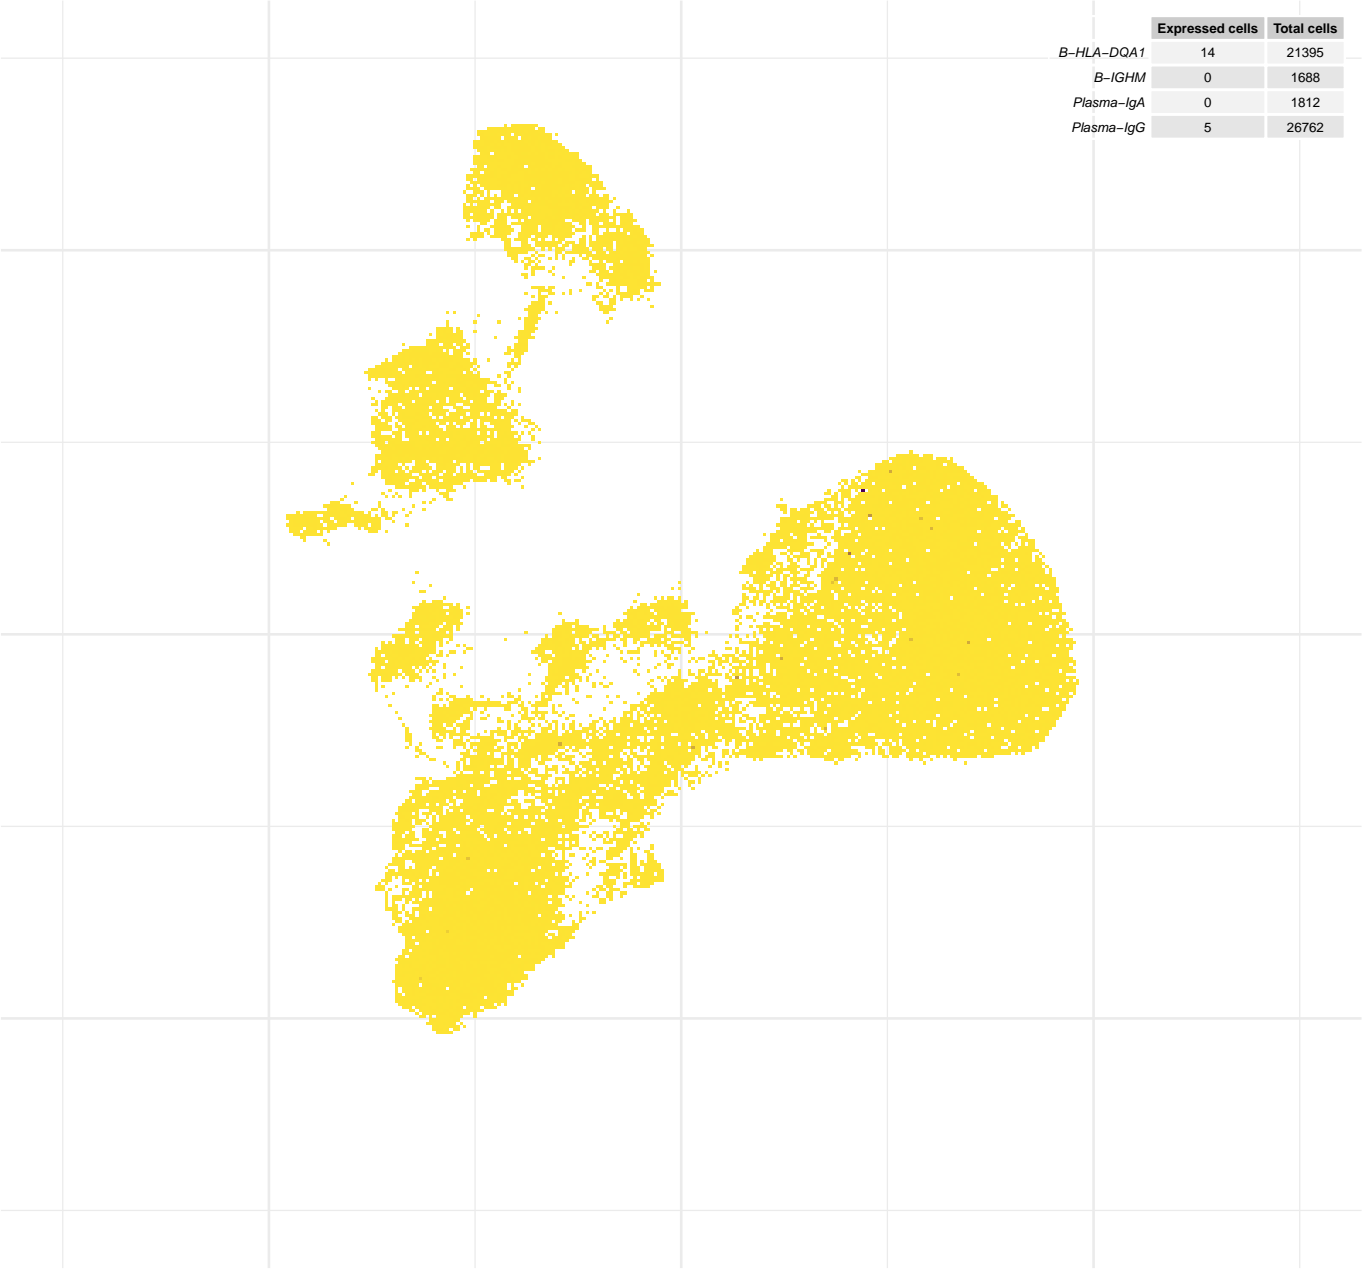 Expressed cells Total cells
B–HLA–DQA1 14 21395
B–IGHM 0 1688
Plasma–IgA 0 1812
Plasma–IgG 5 26762